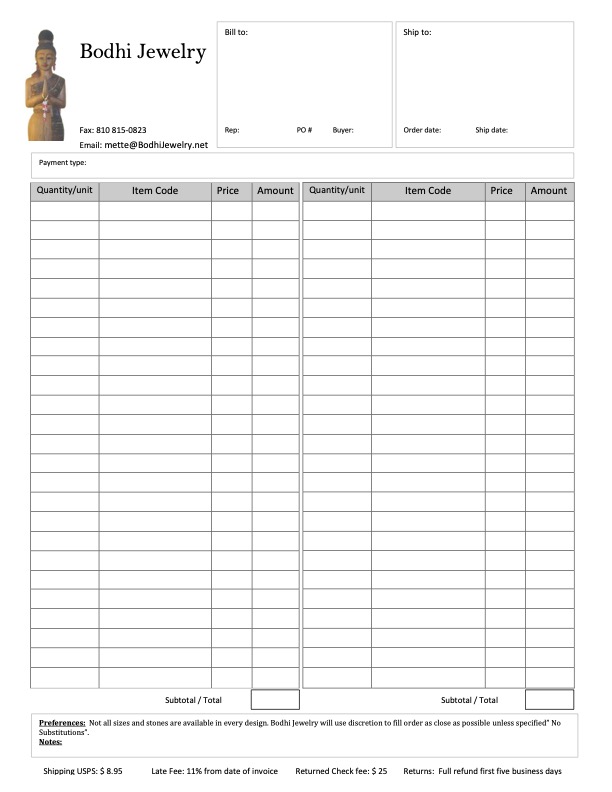 Bodhi Jewelry
Fax: 810 815-0823
Email: mette@BodhiJewelry.net
Bill to:
Rep: PO # Buyer:
Ship to:
Order date: Ship date:
Payment type:
Quantity/unit Item Code Price Amount Quantity/unit Item Code Price Amount
Subtotal / Total Subtotal / Total
Preferences: Not all sizes and stones are available in every design. Bodhi Jewelry will use discretion to fill order as close as possible unless specified" No
Substitutions".
Notes:
Shipping USPS: $ 8.95 Late Fee: 11% from date of invoice Returned Check fee: $ 25 Returns: Full refund first five business days